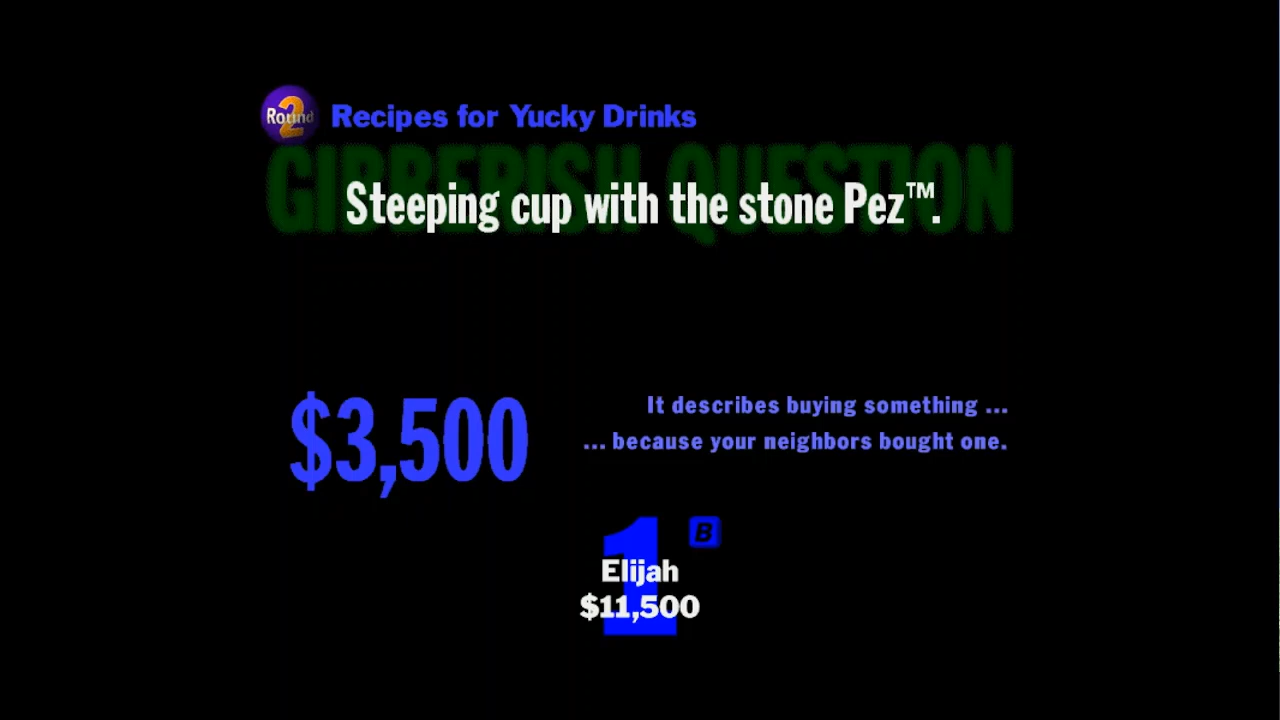 Round 2
Recipes for Yucky Drinks
GIBBERISH QUESTION
Steeping cup with the stone Pez™.
$3,500
It describes buying something ...
... because your neighbors bought one.
1
B
Elijah
$11,500